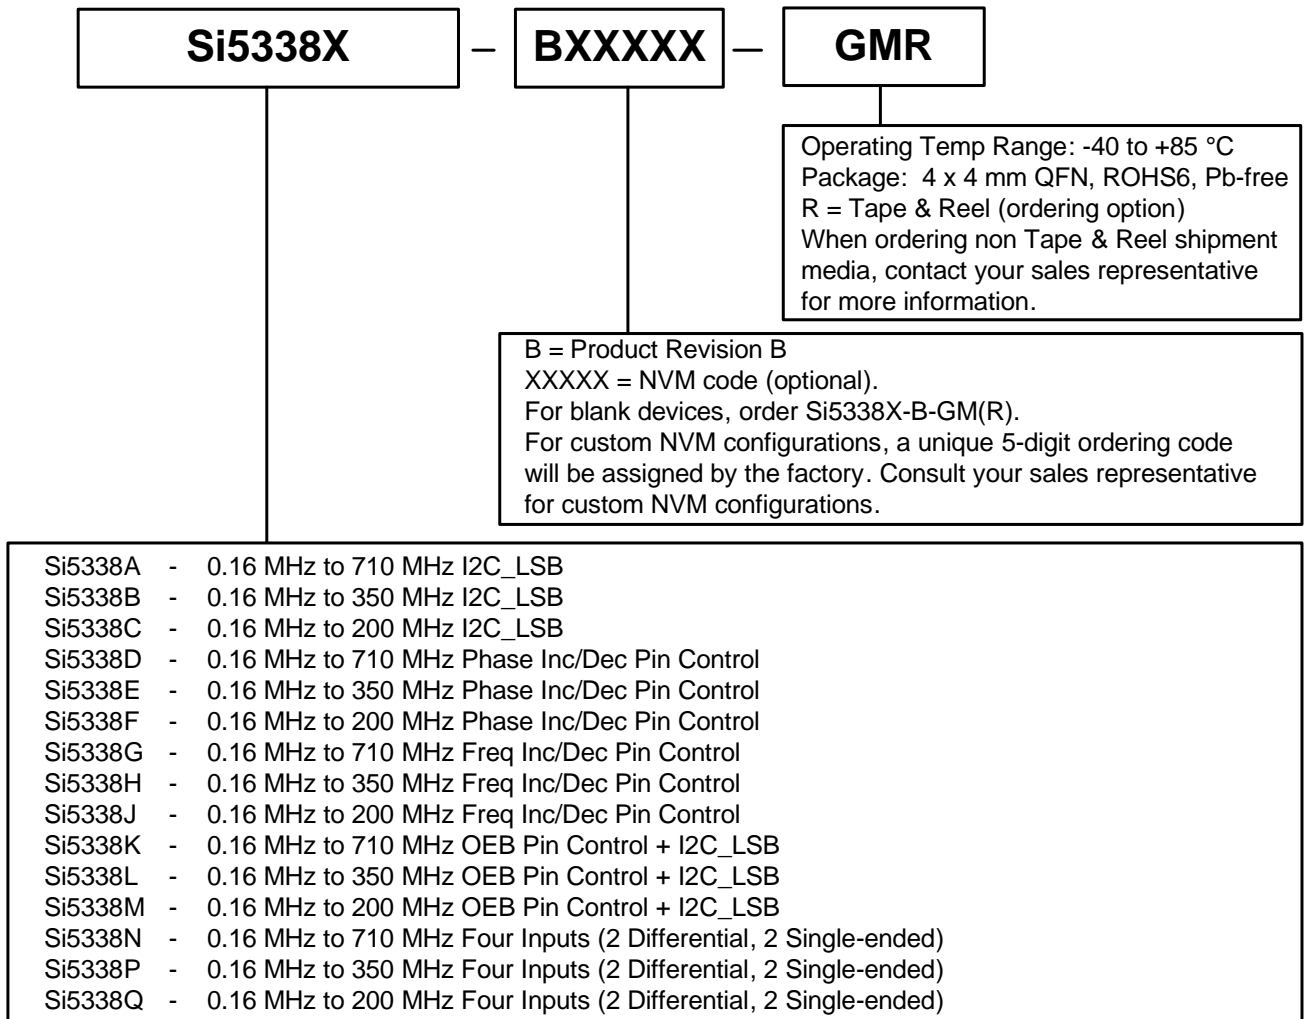 Si5338X – BXXXXX – GMR
Operating Temp Range: -40 to +85 °C
Package:  4 x 4 mm QFN, ROHS6, Pb-free
R = Tape & Reel (ordering option)
When ordering non Tape & Reel shipment
media, contact your sales representative
for more information.
B = Product Revision B
XXXXX = NVM code (optional).
For blank devices, order Si5338X-B-GM(R).
For custom NVM configurations, a unique 5-digit ordering code
will be assigned by the factory. Consult your sales representative
for custom NVM configurations.
Si5338A - 0.16 MHz to 710 MHz I2C_LSB
Si5338B - 0.16 MHz to 350 MHz I2C_LSB
Si5338C - 0.16 MHz to 200 MHz I2C_LSB
Si5338D - 0.16 MHz to 710 MHz Phase Inc/Dec Pin Control
Si5338E - 0.16 MHz to 350 MHz Phase Inc/Dec Pin Control
Si5338F - 0.16 MHz to 200 MHz Phase Inc/Dec Pin Control
Si5338G - 0.16 MHz to 710 MHz Freq Inc/Dec Pin Control
Si5338H - 0.16 MHz to 350 MHz Freq Inc/Dec Pin Control
Si5338J - 0.16 MHz to 200 MHz Freq Inc/Dec Pin Control
Si5338K - 0.16 MHz to 710 MHz OEB Pin Control + I2C_LSB
Si5338L - 0.16 MHz to 350 MHz OEB Pin Control + I2C_LSB
Si5338M - 0.16 MHz to 200 MHz OEB Pin Control + I2C_LSB
Si5338N - 0.16 MHz to 710 MHz Four Inputs (2 Differential, 2 Single-ended)
Si5338P - 0.16 MHz to 350 MHz Four Inputs (2 Differential, 2 Single-ended)
Si5338Q - 0.16 MHz to 200 MHz Four Inputs (2 Differential, 2 Single-ended)